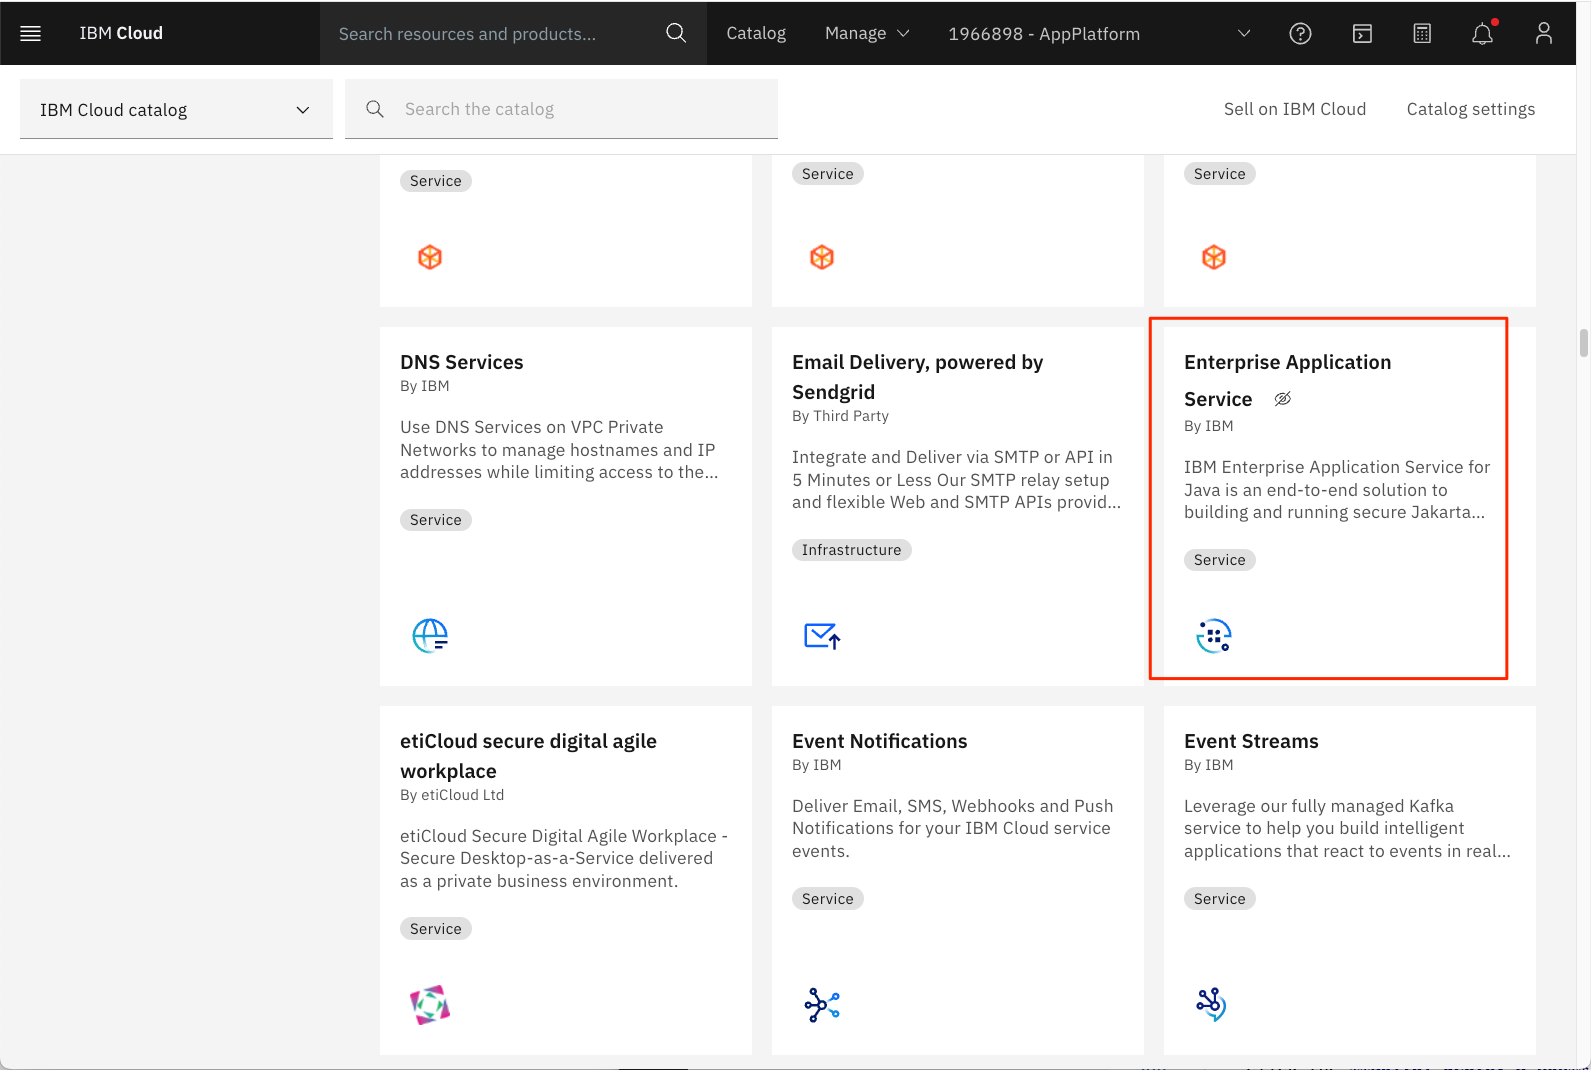 IBM Cloud
Search resources and products...
Catalog
Manage
1966898 - AppPlatform
IBM Cloud catalog
Search the catalog
Sell on IBM Cloud
Catalog settings
Service
Service
Service
DNS Services
By IBM
Use DNS Services on VPC Private
Networks to manage hostnames and IP
addresses while limiting access to the...
Service
Email Delivery, powered by
Sendgrid
By Third Party
Integrate and Deliver via SMTP or API in
5 Minutes or Less Our SMTP relay setup
and flexible Web and SMTP APIs provid...
Infrastructure
Enterprise Application
Service
By IBM
IBM Enterprise Application Service for
Java is an end-to-end solution to
building and running secure Jakarta...
Service
etiCloud secure digital agile
workplace
By etiCloud Ltd
etiCloud Secure Digital Agile Workplace -
Secure Desktop-as-a-Service delivered
as a private business environment.
Service
Event Notifications
By IBM
Deliver Email, SMS, Webhooks and Push
Notifications for your IBM Cloud service
events.
Service
Event Streams
By IBM
Leverage our fully managed Kafka
service to help you build intelligent
applications that react to events in real...
Service